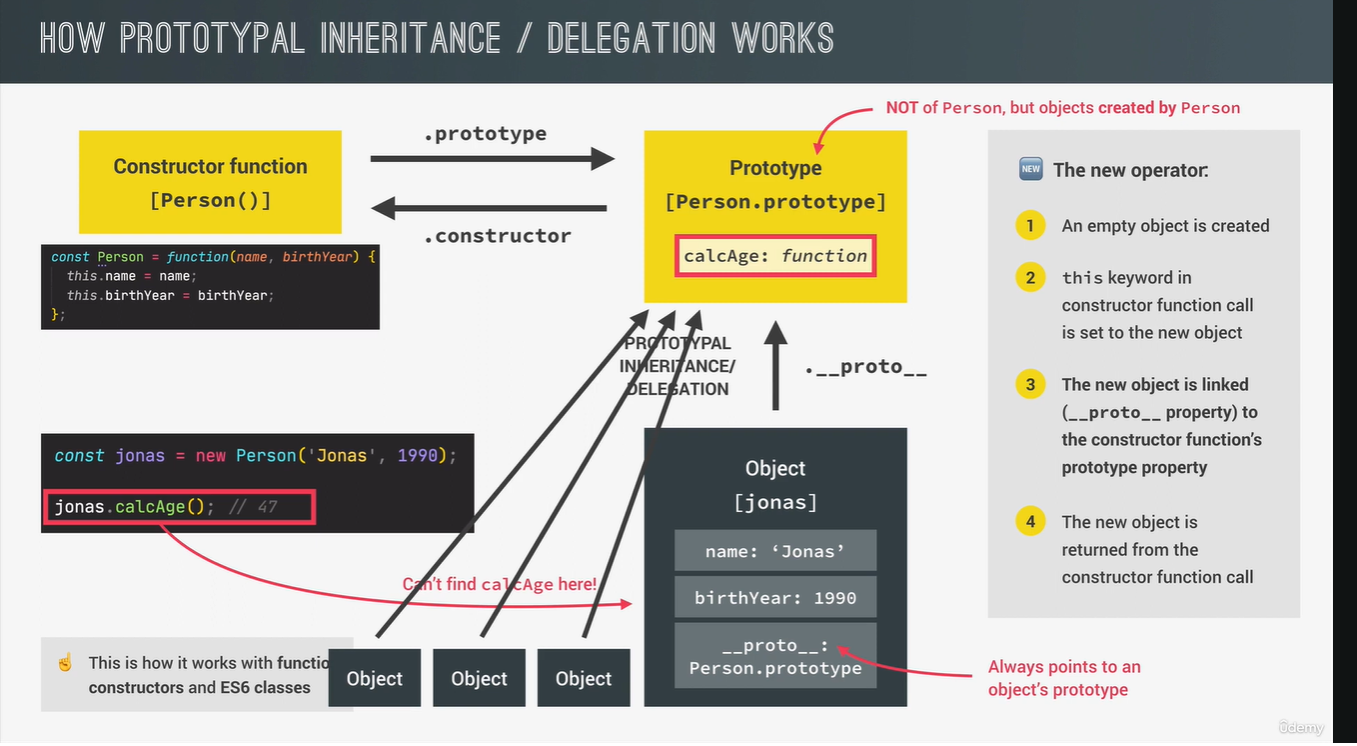 HOW PROTOTYPAL INHERITANCE / DELEGATION WORKS
NOT of Person, but objects created by Person
.prototype
Constructor function
[Person()]
.constructor
Prototype
[Person.prototype]
calcAge: function
const Person = function(name, birthYear) {
this.name = name;
this.birthYear = birthYear;
};
PROTOTYPAL
INHERITANCE/
DELEGATION
.__proto__
const jonas = new Person('Jonas', 1990);
jonas.calcAge(); // 47
Can't find calcAge here!
Object
[jonas]
name: ‘Jonas’
birthYear: 1990
__proto__:
Person.prototype
Always points to an
object’s prototype
☝ This is how it works with
constructors and ES6 classes
Object
Object
Object
NEW The new operator:
1 An empty object is created
2 this keyword in
constructor function call
is set to the new object
3 The new object is linked
(__proto__ property) to
the constructor function’s
prototype property
4 The new object is
returned from the
constructor function call
ûdemy